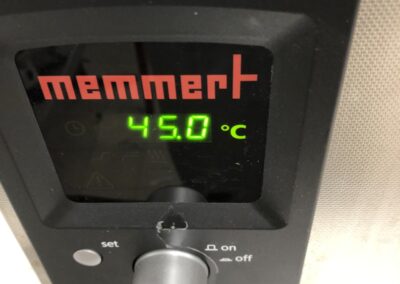 memmert
45.0 °C
set
on
off